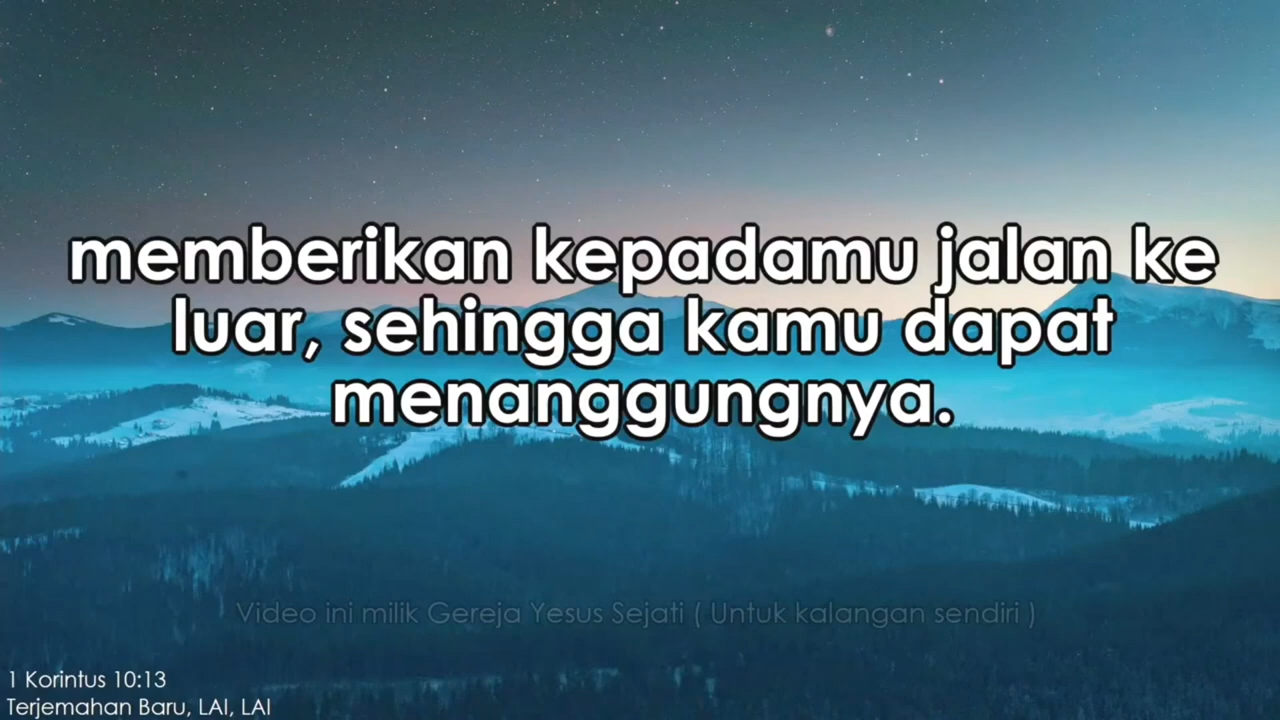 memberikan kepadamu jalan ke
luar, sehingga kamu dapat
menanggungnya.
Video ini milik Gereja Yesus Sejati ( Untuk kalangan sendiri )
1 Korintus 10:13
Terjemahan Baru, LAI, LAI